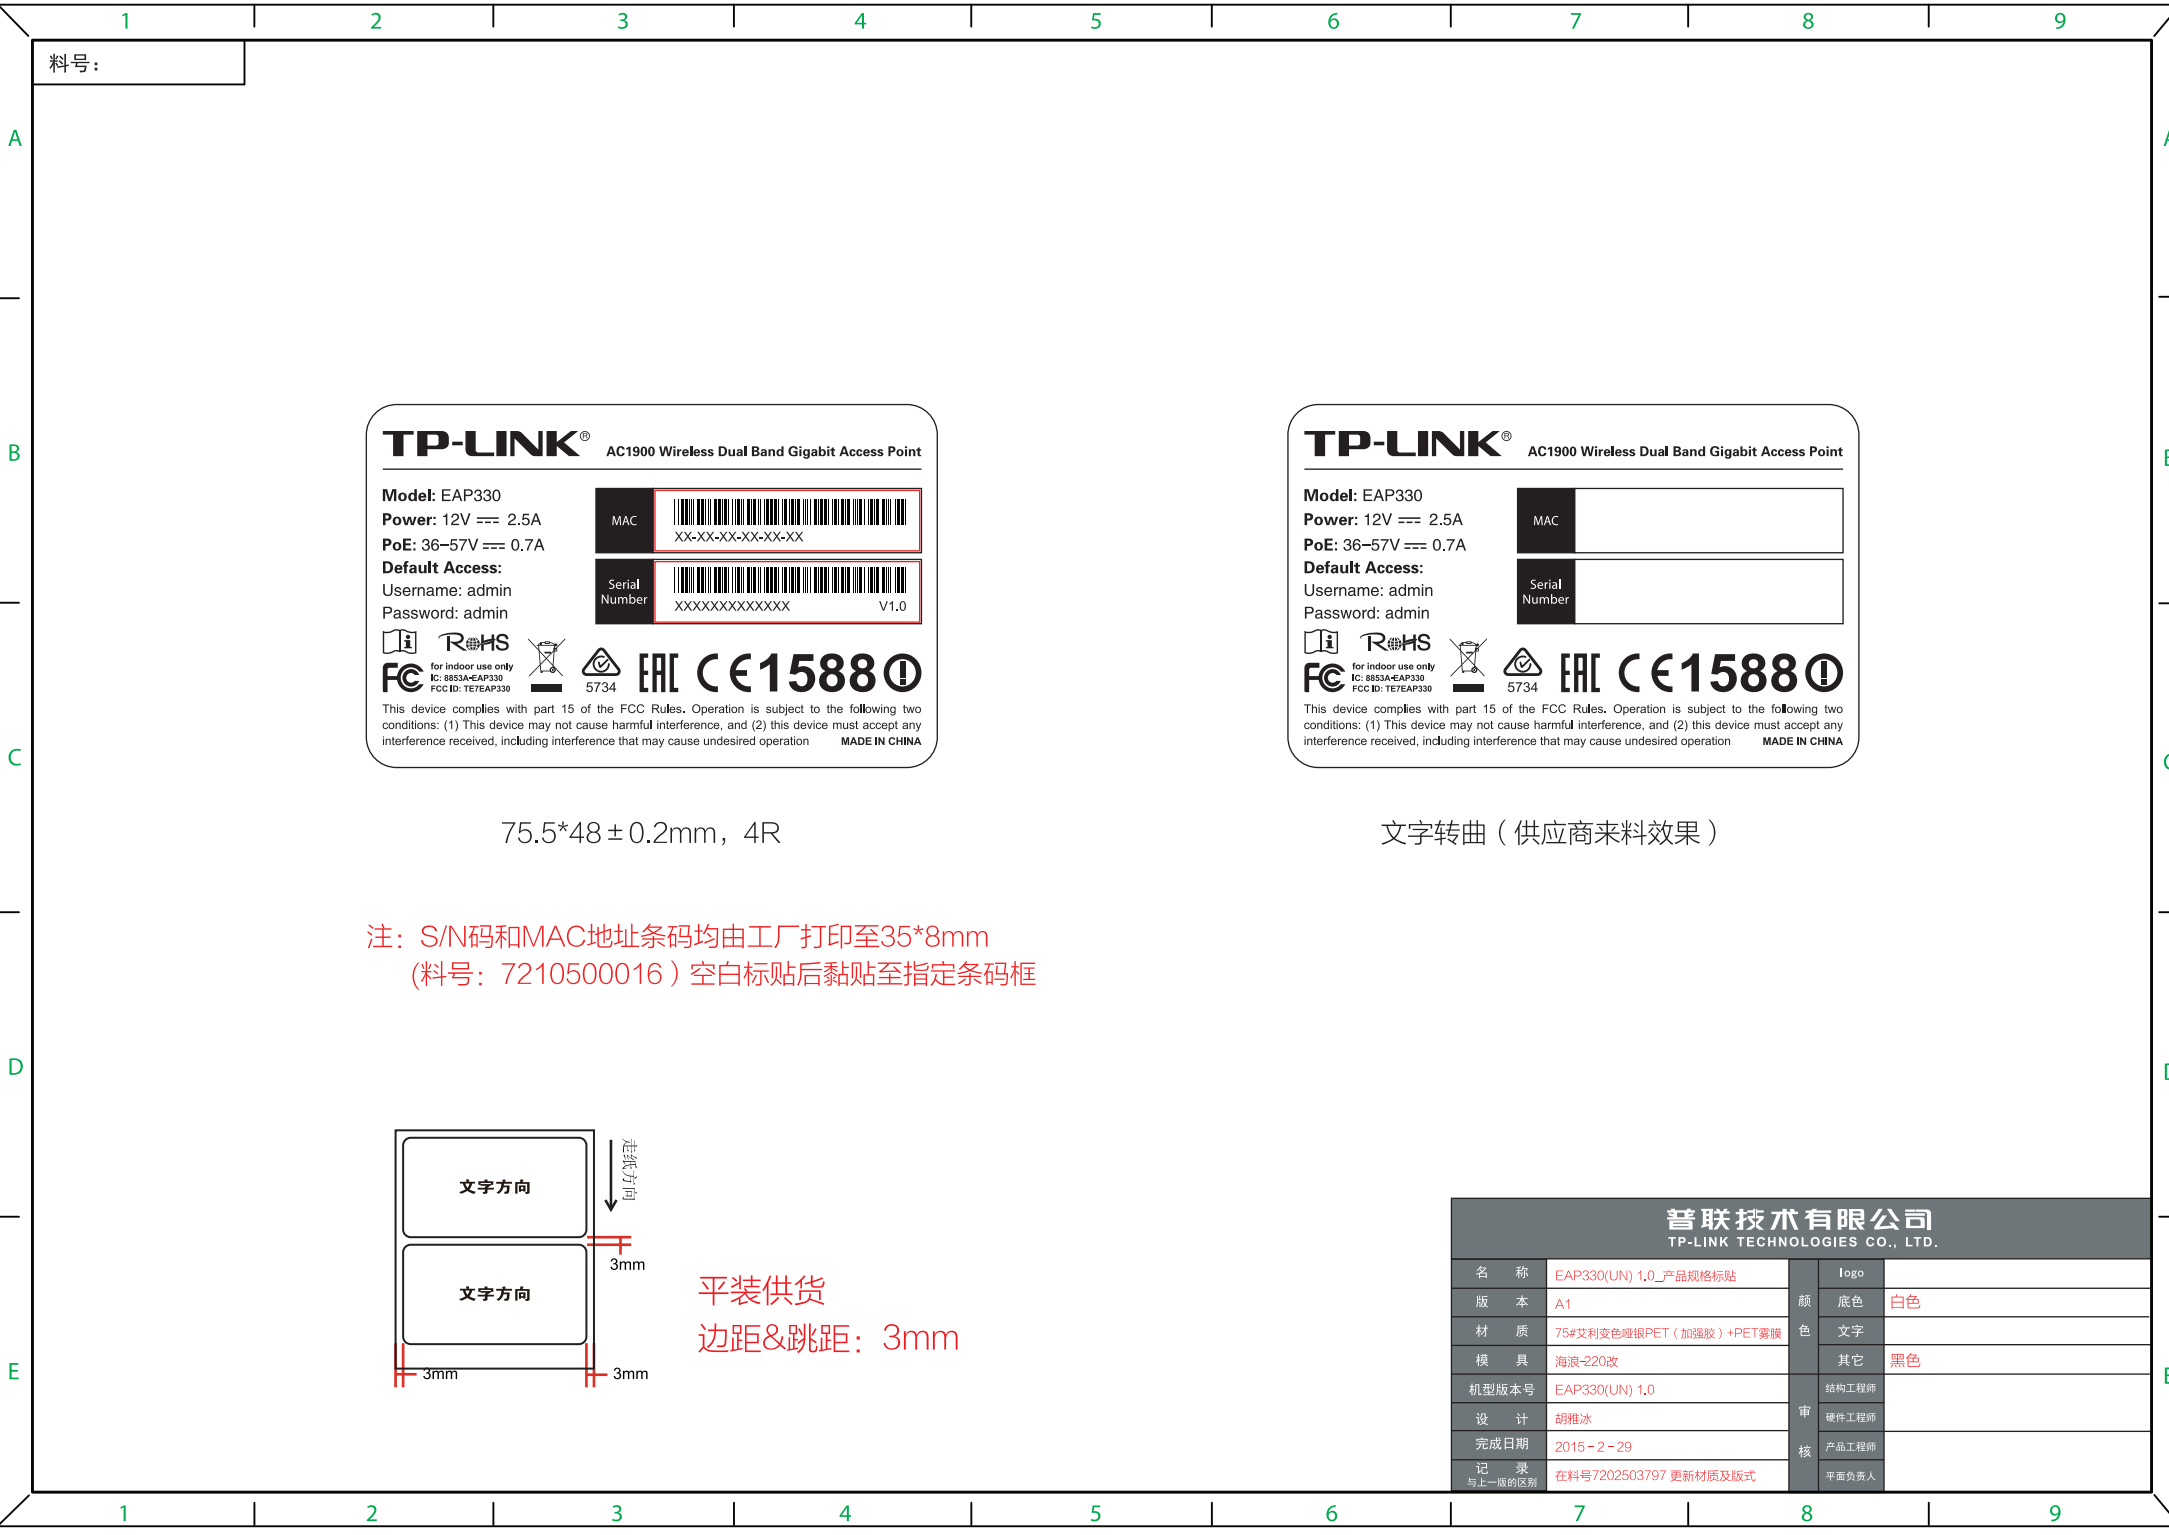 1 2 3 4 5 6 7 8 9
料号：
A
B
C
D
E
TP-LINK® AC1900 Wireless Dual Band Gigabit Access Point
Model: EAP330
Power: 12V ⎓ 2.5A
PoE: 36–57V ⎓ 0.7A
Default Access:
Username: admin
Password: admin
MAC
XX-XX-XX-XX-XX-XX
Serial
Number
XXXXXXXXXXXXX V1.0
RoHS
FC for indoor use only
IC: 8853A-EAP330
FCC ID: TE7EAP330
5734
EAC CE1588
This device complies with part 15 of the FCC Rules. Operation is subject to the following two
conditions: (1) This device may not cause harmful interference, and (2) this device must accept any
interference received, including interference that may cause undesired operation MADE IN CHINA
75.5*48±0.2mm，4R
TP-LINK® AC1900 Wireless Dual Band Gigabit Access Point
Model: EAP330
Power: 12V ⎓ 2.5A
PoE: 36–57V ⎓ 0.7A
Default Access:
Username: admin
Password: admin
MAC
Serial
Number
RoHS
FC for indoor use only
IC: 8853A-EAP330
FCC ID: TE7EAP330
5734
EAC CE1588
This device complies with part 15 of the FCC Rules. Operation is subject to the following two
conditions: (1) This device may not cause harmful interference, and (2) this device must accept any
interference received, including interference that may cause undesired operation MADE IN CHINA
文字转曲（供应商来料效果）
注：S/N码和MAC地址条码均由工厂打印至35*8mm
(料号：7210500016）空白标贴后黏贴至指定条码框
文字方向
文字方向
走纸方向
3mm
3mm
3mm
平装供货
边距&跳距：3mm
普联技术有限公司
TP-LINK TECHNOLOGIES CO., LTD.
名 称 EAP330(UN) 1.0_产品规格标贴
版 本 A1
材 质 75#艾利变色哑银PET（加强胶）+PET雾膜
模 具 海浪-220改
机型版本号 EAP330(UN) 1.0
设 计 胡雅冰
完成日期 2015-2-29
记 录
与上一版的区别
在料号7202503797 更新材质及版式
颜色
logo
底色 白色
文字
其它 黑色
审核
结构工程师
硬件工程师
产品工程师
平面负责人
A
B
C
D
E
1 2 3 4 5 6 7 8 9